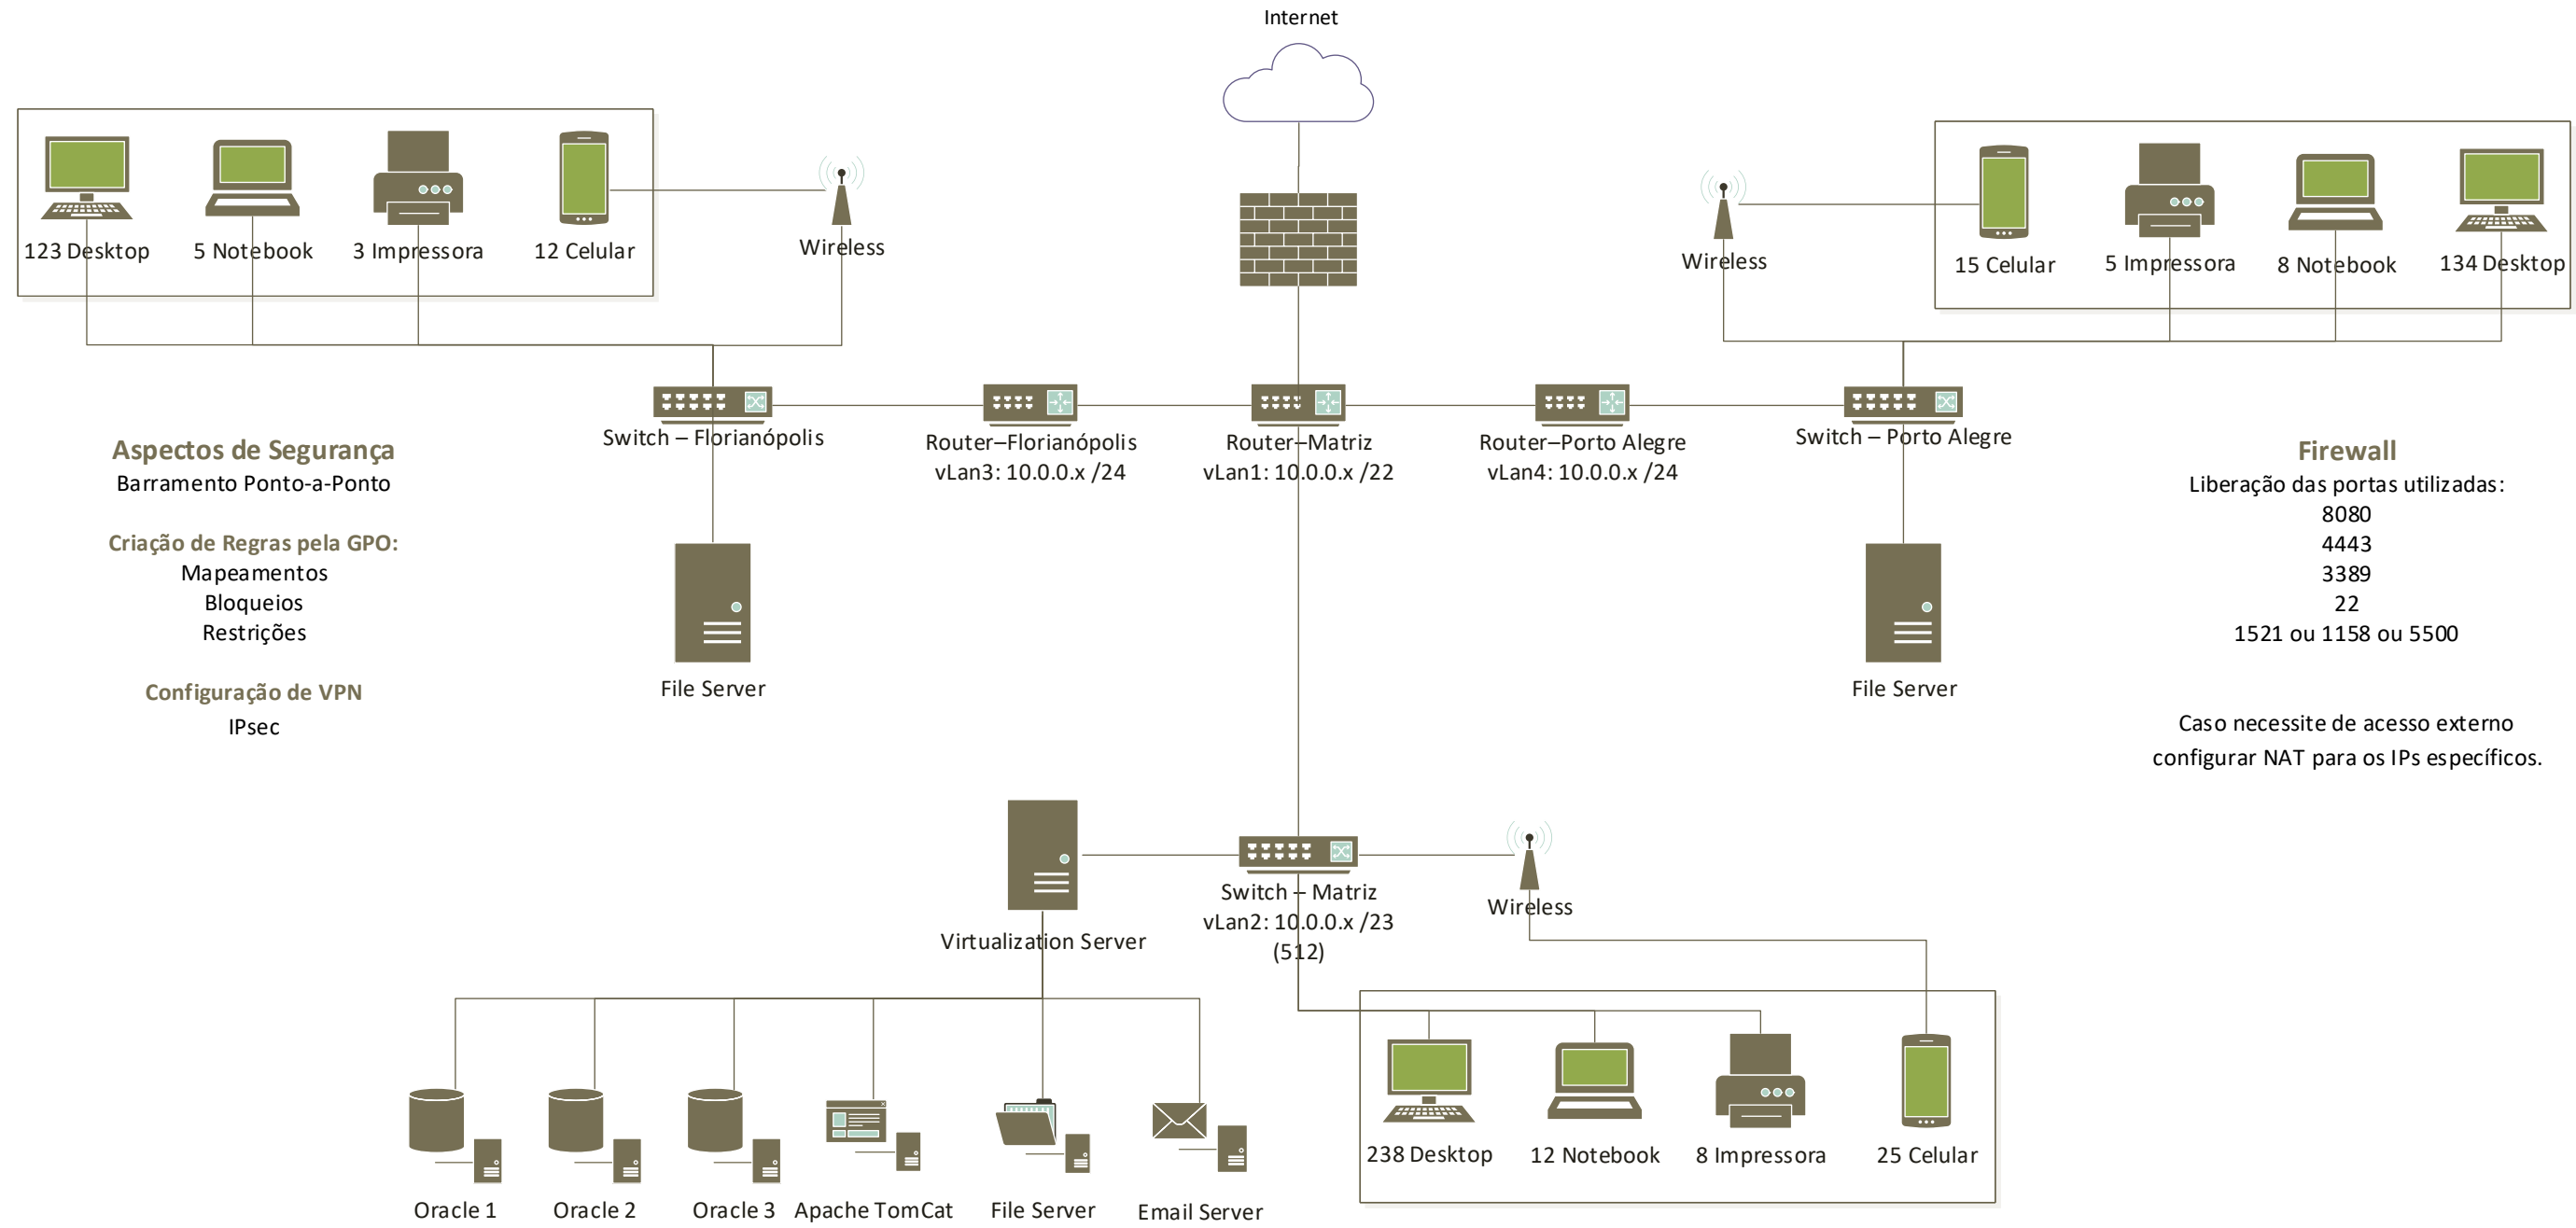 Internet
123 Desktop
5 Notebook
3 Impressora
12 Celular
Wireless
Wireless
15 Celular
5 Impressora
8 Notebook
134 Desktop
Switch – Florianópolis
Router–Florianópolis
vLan3: 10.0.0.x /24
Router–Matriz
vLan1: 10.0.0.x /22
Router–Porto Alegre
vLan4: 10.0.0.x /24
Switch – Porto Alegre
Aspectos de Segurança
Barramento Ponto-a-Ponto
Criação de Regras pela GPO:
Mapeamentos
Bloqueios
Restrições
Configuração de VPN
IPsec
File Server
File Server
Firewall
Liberação das portas utilizadas:
8080
4443
3389
22
1521 ou 1158 ou 5500
Caso necessite de acesso externo
configurar NAT para os IPs específicos.
Virtualization Server
Switch – Matriz
vLan2: 10.0.0.x /23
(512)
Wireless
238 Desktop
12 Notebook
8 Impressora
25 Celular
Oracle 1
Oracle 2
Oracle 3
Apache TomCat
File Server
Email Server